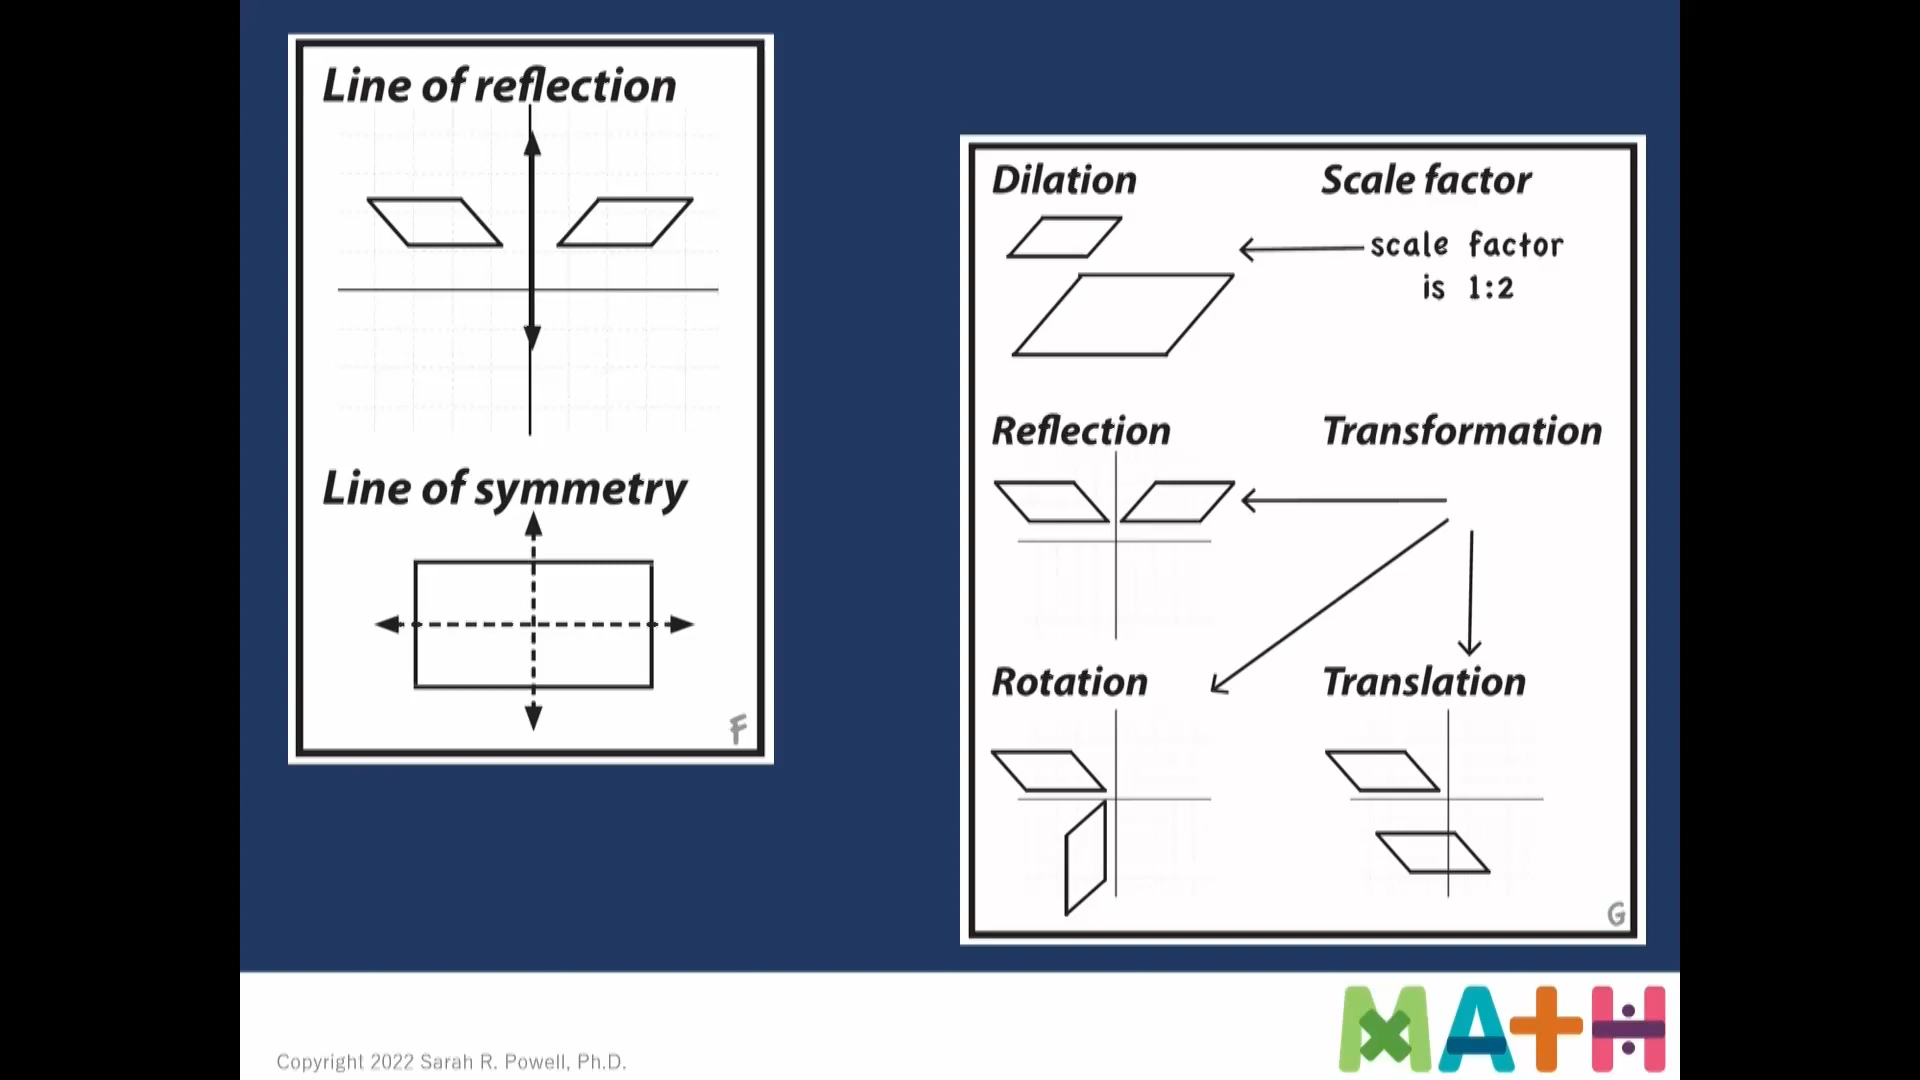 Line of reflection
Line of symmetry
F
Dilation
Scale factor
scale factor
is 1:2
Reflection
Transformation
Rotation
Translation
G
Copyright 2022 Sarah R. Powell, Ph.D.
MATH